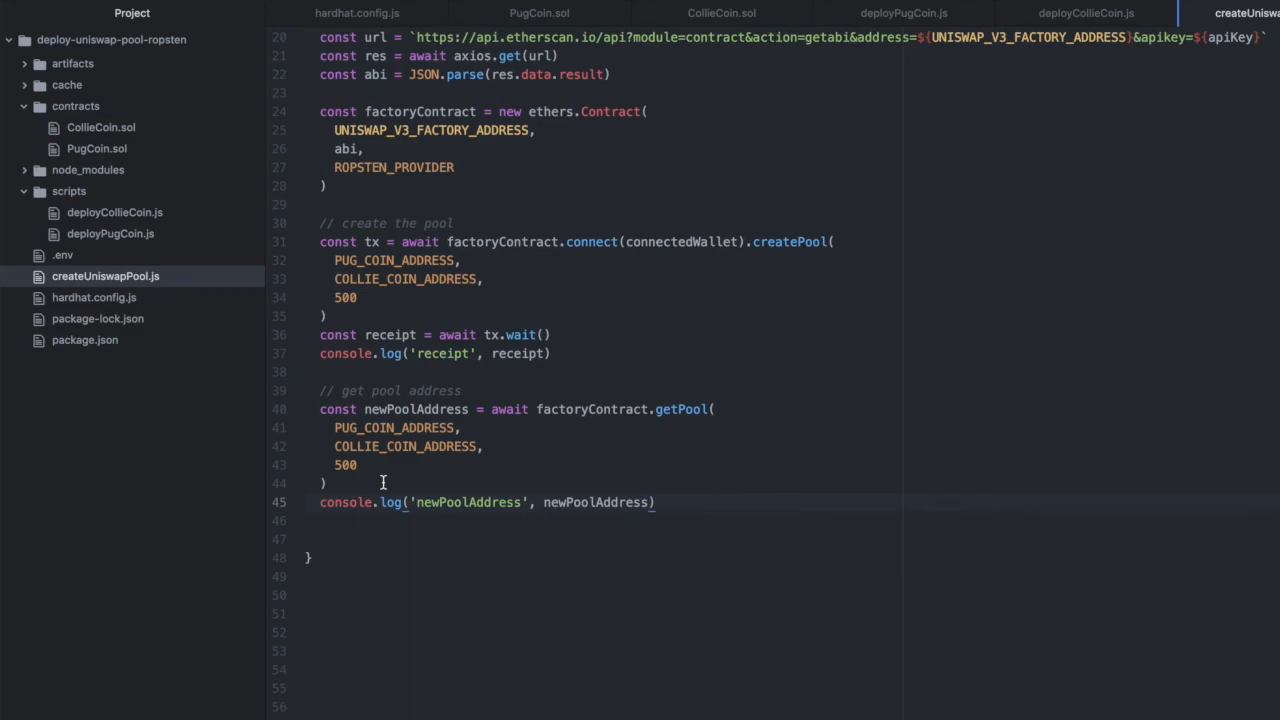 Project
hardhat.config.js
PugCoin.sol
CollieCoin.sol
deployPugCoin.js
deployCollieCoin.js
createUnisw
deploy-uniswap-pool-ropsten
artifacts
cache
contracts
CollieCoin.sol
PugCoin.sol
node_modules
scripts
deployCollieCoin.js
deployPugCoin.js
.env
createUniswapPool.js
hardhat.config.js
package-lock.json
package.json
20 const url = `https://api.etherscan.io/api?module=contract&action=getabi&address=${UNISWAP_V3_FACTORY_ADDRESS}&apikey=${apiKey}`
21 const res = await axios.get(url)
22 const abi = JSON.parse(res.data.result)
23
24 const factoryContract = new ethers.Contract(
25 UNISWAP_V3_FACTORY_ADDRESS,
26 abi,
27 ROPSTEN_PROVIDER
28 )
29
30 // create the pool
31 const tx = await factoryContract.connect(connectedWallet).createPool(
32 PUG_COIN_ADDRESS,
33 COLLIE_COIN_ADDRESS,
34 500
35 )
36 const receipt = await tx.wait()
37 console.log('receipt', receipt)
38
39 // get pool address
40 const newPoolAddress = await factoryContract.getPool(
41 PUG_COIN_ADDRESS,
42 COLLIE_COIN_ADDRESS,
43 500
44 )
45 console.log('newPoolAddress', newPoolAddress)
46
47
48 }
49
50
51
52
53
54
55
56